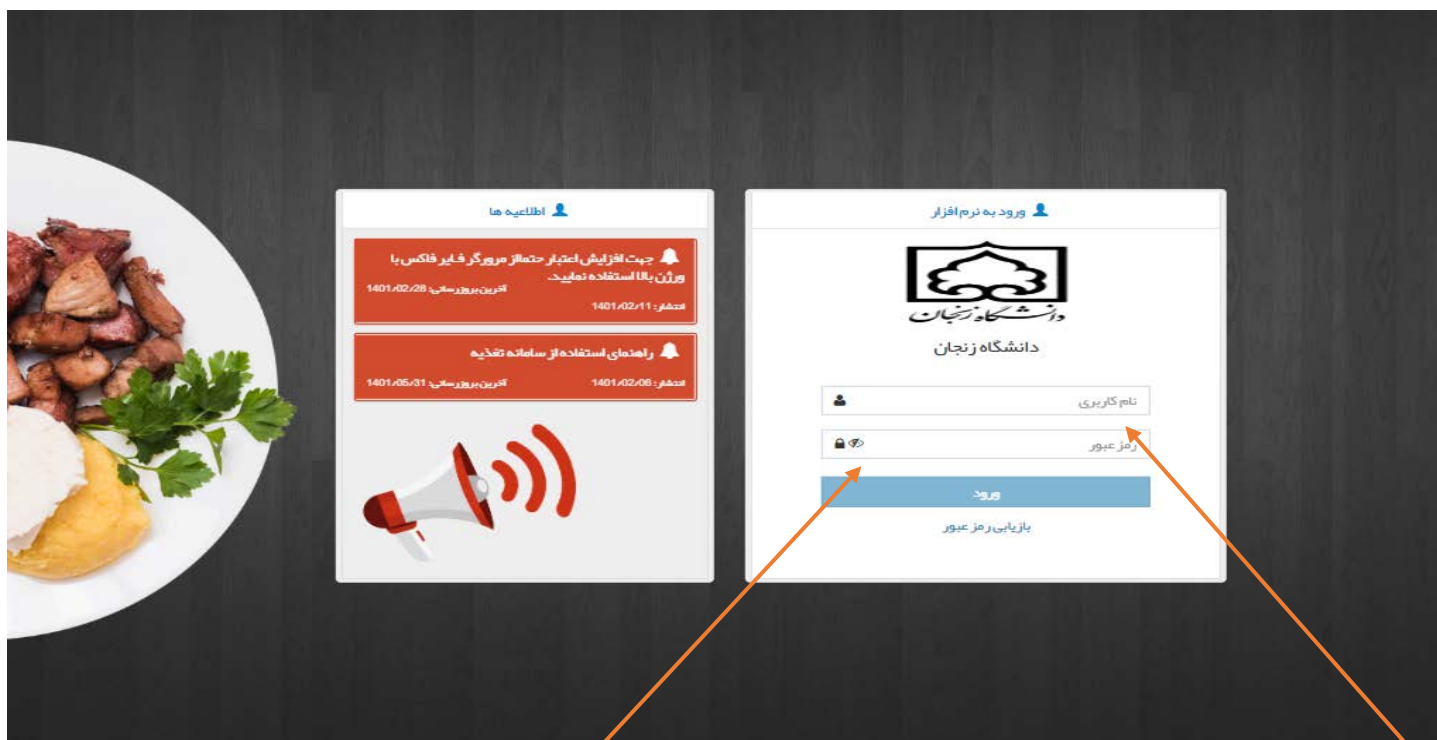 ورود به نرم افزار
دانشگاه زنجان
دانشگاه زنجان
نام کاربری
رمز عبور
ورود
بازیابی رمز عبور
اطلاعیه ها
جهت افزایش اعتبار حتمااز مرورگر فایر فاکس با
ورژن بالا استفاده نمایید.
آخرین بروزرسانی: 1401/02/28
انتشار: 1401/02/11
راهنمای استفاده از سامانه تغذیه
انتشار: 1401/02/06 آخرین بروزرسانی: 1401/05/31